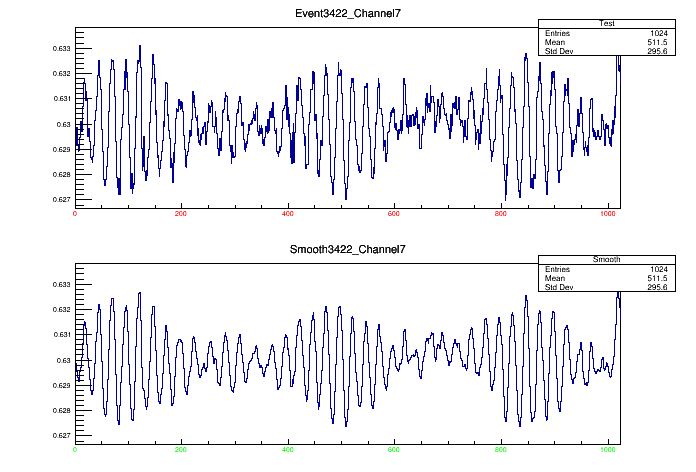 Event3422_Channel7
Test
Entries 1024
Mean 511.5
Std Dev 295.6
0.633
0.632
0.631
0.63
0.629
0.628
0.627
0 200 400 600 800 1000
Smooth3422_Channel7
Smooth
Entries 1024
Mean 511.5
Std Dev 295.6
0.633
0.632
0.631
0.63
0.629
0.628
0.627
0 200 400 600 800 1000